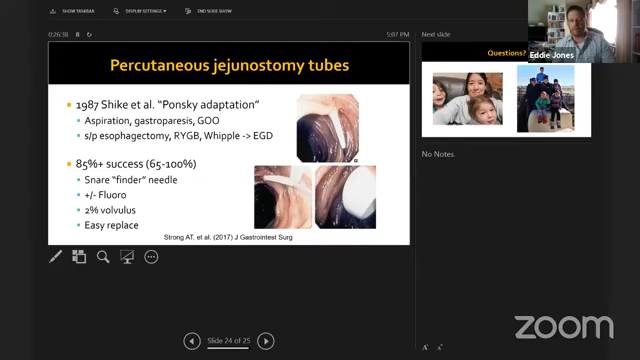 SHOW TASKBAR
DISPLAY SETTINGS
END SLIDE SHOW
0:26:38
5:07 PM
Percutaneous jejunostomy tubes
1987 Shike et al. "Ponsky adaptation"
Aspiration, gastroparesis, GOO
s/p esophagectomy, RYGB, Whipple -> EGD
85%+ success (65-100%)
Snare "finder" needle
+/- Fluoro
2% volvulus
Easy replace
Strong AT, et al. (2017) J Gastrointest Surg
Slide 24 of 25
Next slide
Questions?
No Notes.
Eddie Jones
zoom
A
A